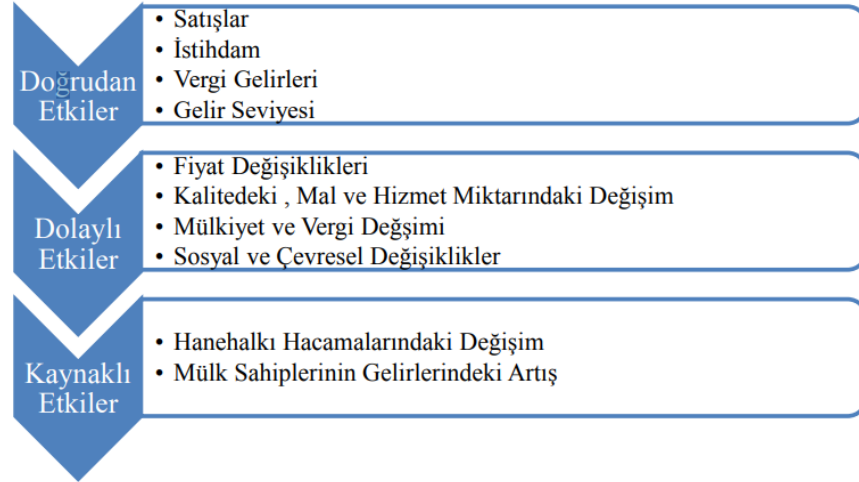 Doğrudan
Etkiler
• Satışlar
• İstihdam
• Vergi Gelirleri
• Gelir Seviyesi
Dolaylı
Etkiler
• Fiyat Değişiklikleri
• Kalitedeki , Mal ve Hizmet Miktarındaki Değişim
• Mülkiyet ve Vergi Değşimi
• Sosyal ve Çevresel Değişiklikler
Kaynaklı
Etkiler
• Hanehalkı Hacamalarındaki Değişim
• Mülk Sahiplerinin Gelirlerindeki Artış